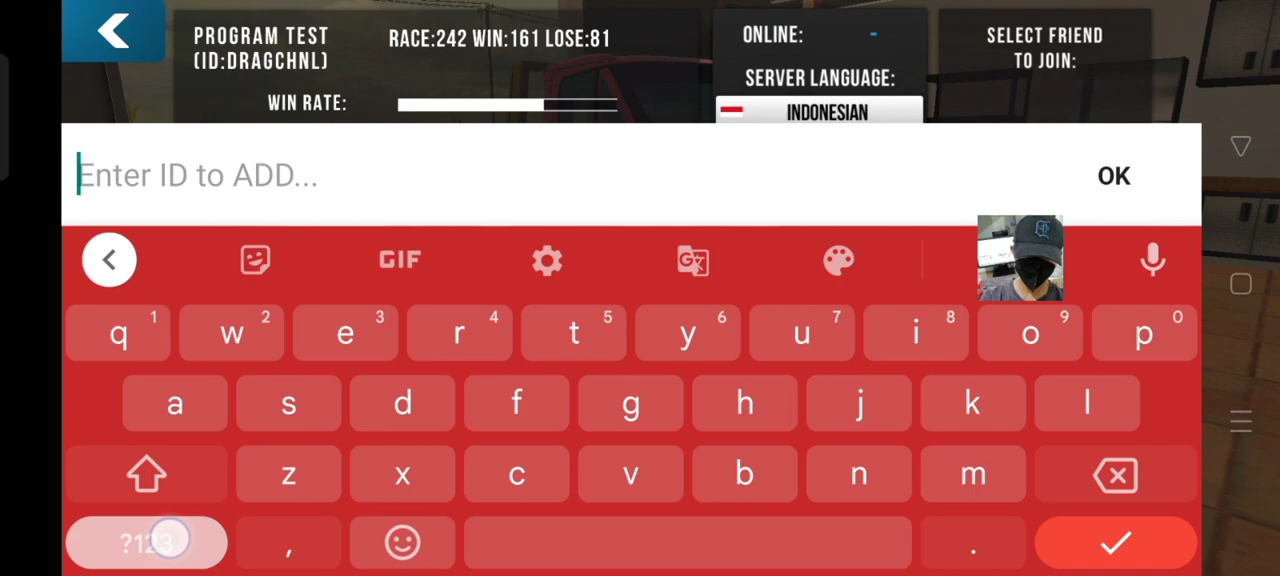 PROGRAM TEST
(ID:DRAGCHNL)
RACE:242 WIN:161 LOSE:81
WIN RATE:
ONLINE: -
SERVER LANGUAGE:
INDONESIAN
SELECT FRIEND
TO JOIN:
Enter ID to ADD...
OK
GIF
q 1 w 2 e 3 r 4 t 5 y 6 u 7 i 8 o 9 p 0
a s d f g h j k l
z x c v b n m
?123 , .